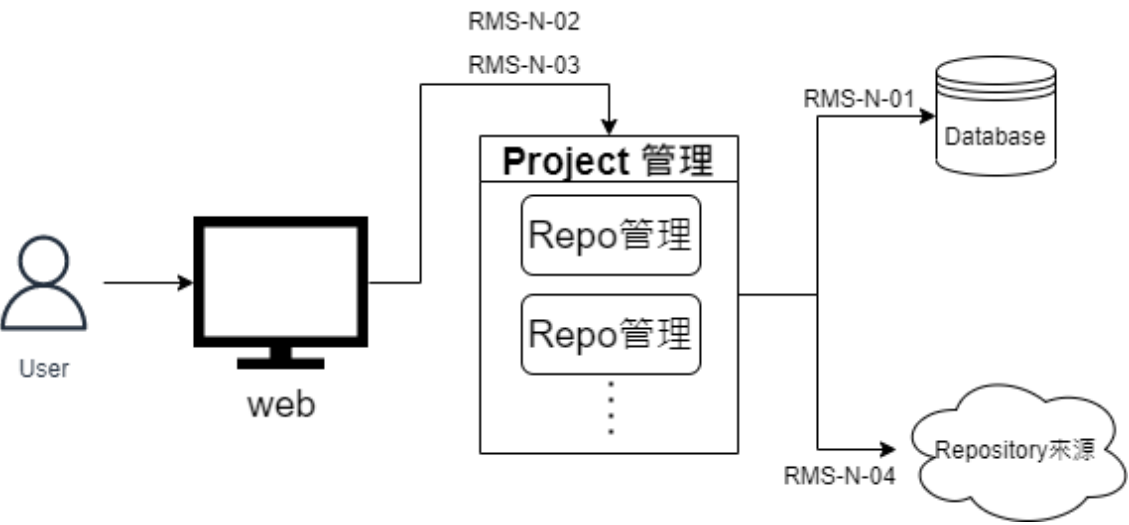 RMS-N-02
RMS-N-03
RMS-N-01
Database
Project 管理
Repo管理
Repo管理
User
web
Repository來源
RMS-N-04